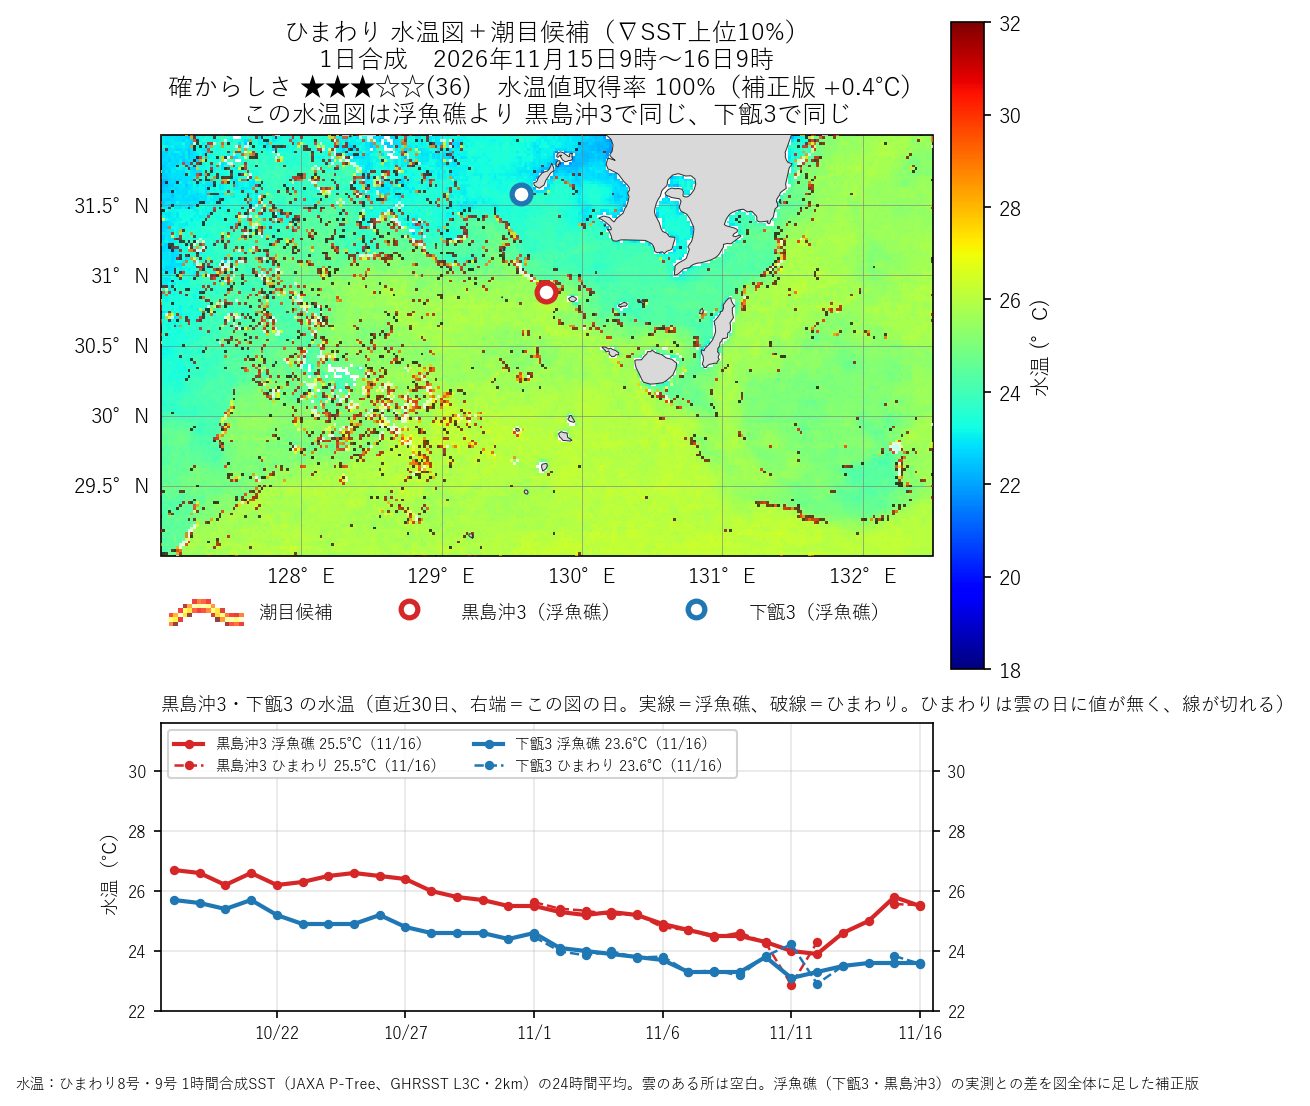 ひまわり 水温図＋潮目候補（∇SST上位10%）
1日合成　2026年11月15日9時〜16日9時
確からしさ ★★★☆☆(36)　水温値取得率 100%（補正版 +0.4℃）
この水温図は浮魚礁より 黒島沖3で同じ、下甑3で同じ
32
30
28
26
24
22
20
18
水温（°C）
31.5°N
31°N
30.5°N
30°N
29.5°N
128°E
129°E
130°E
131°E
132°E
潮目候補
黒島沖3（浮魚礁）
下甑3（浮魚礁）
黒島沖3・下甑3 の水温（直近30日、右端＝この図の日。実線＝浮魚礁、破線＝ひまわり。ひまわりは雲の日に値が無く、線が切れる）
黒島沖3 浮魚礁 25.5℃（11/16）
黒島沖3 ひまわり 25.5℃（11/16）
下甑3 浮魚礁 23.6℃（11/16）
下甑3 ひまわり 23.6℃（11/16）
水温（℃）
30
28
26
24
22
30
28
26
24
22
10/22
10/27
11/1
11/6
11/11
11/16
水温：ひまわり8号・9号 1時間合成SST（JAXA P-Tree、GHRSST L3C・2km）の24時間平均。雲のある所は空白。浮魚礁（下甑3・黒島沖3）の実測との差を図全体に足した補正版